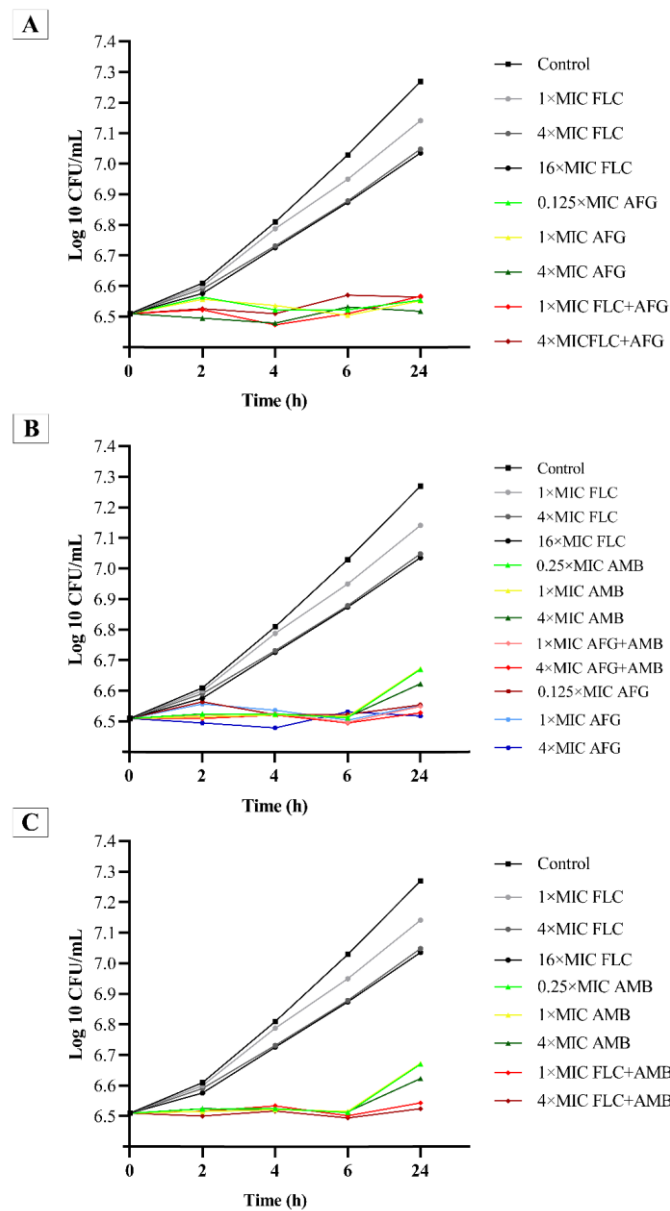 A
7.4
7.3
7.2
7.1
7.0
6.9
6.8
6.7
6.6
6.5
Log 10 CFU/mL
0 2 4 6 24
Time (h)
Control
1×MIC FLC
4×MIC FLC
16×MIC FLC
0.125×MIC AFG
1×MIC AFG
4×MIC AFG
1×MIC FLC+AFG
4×MICFLC+AFG
B
7.4
7.3
7.2
7.1
7.0
6.9
6.8
6.7
6.6
6.5
Log 10 CFU/mL
0 2 4 6 24
Time (h)
Control
1×MIC FLC
4×MIC FLC
16×MIC FLC
0.25×MIC AMB
1×MIC AMB
4×MIC AMB
1×MIC AFG+AMB
4×MIC AFG+AMB
0.125×MIC AFG
1×MIC AFG
4×MIC AFG
C
7.4
7.3
7.2
7.1
7.0
6.9
6.8
6.7
6.6
6.5
Log 10 CFU/mL
0 2 4 6 24
Time (h)
Control
1×MIC FLC
4×MIC FLC
16×MIC FLC
0.25×MIC AMB
1×MIC AMB
4×MIC AMB
1×MIC FLC+AMB
4×MIC FLC+AMB